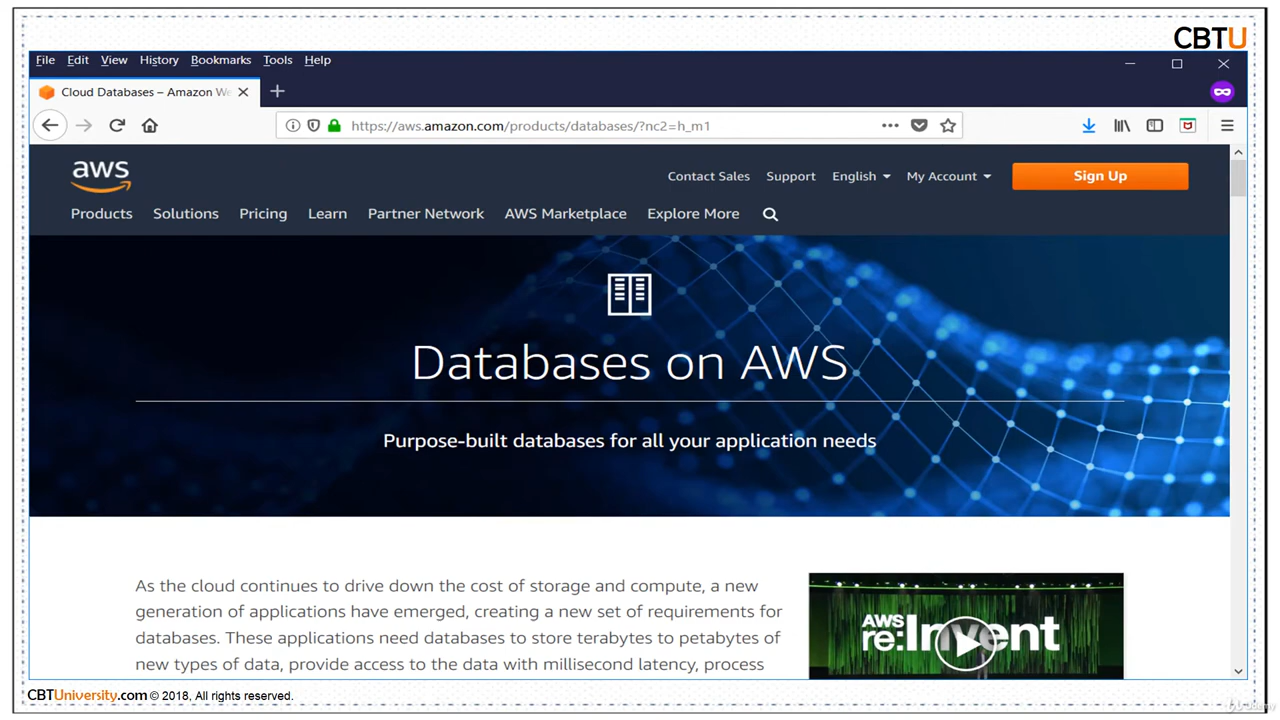 CBTU
File Edit View History Bookmarks Tools Help
Cloud Databases – Amazon We
https://aws.amazon.com/products/databases/?nc2=h_m1
aws
Contact Sales Support English My Account Sign Up
Products Solutions Pricing Learn Partner Network AWS Marketplace Explore More
Databases on AWS
Purpose-built databases for all your application needs
As the cloud continues to drive down the cost of storage and compute, a new
generation of applications have emerged, creating a new set of requirements for
databases. These applications need databases to store terabytes to petabytes of
new types of data, provide access to the data with millisecond latency, process
AWS
re:Invent
CBTUniversity.com © 2018, All rights reserved.